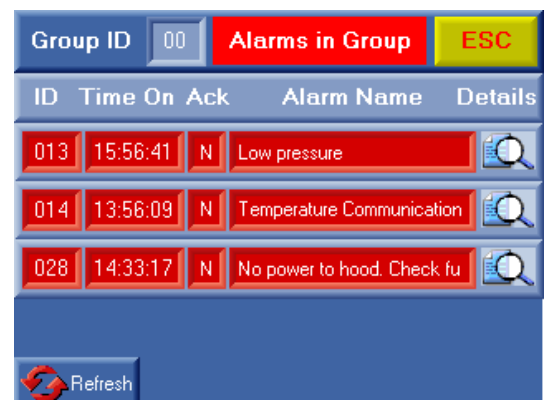 Group ID 00 Alarms in Group ESC
ID Time On Ack Alarm Name Details
013 15:56:41 N Low pressure
014 13:56:09 N Temperature Communication
028 14:33:17 N No power to hood. Check fu
Refresh